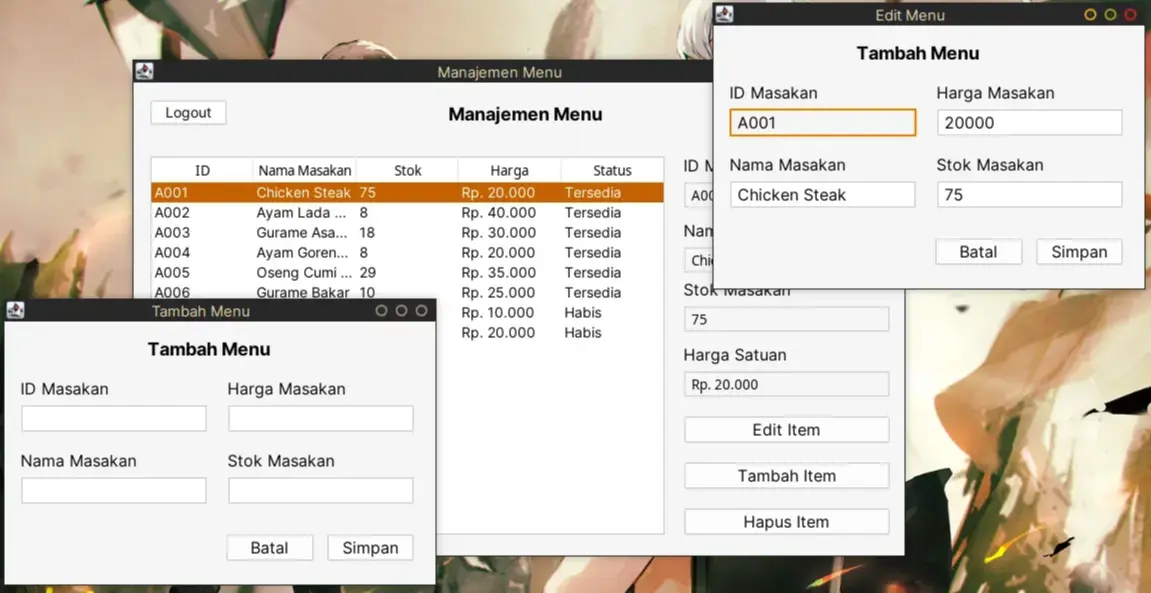 Edit Menu
Tambah Menu
ID Masakan
Harga Masakan
A001
20000
Nama Masakan
Stok Masakan
Chicken Steak
75
Batal
Simpan
Manajemen Menu
Logout
Manajemen Menu
ID Nama Masakan Stok Harga Status
A001 Chicken Steak 75 Rp. 20.000 Tersedia
A002 Ayam Lada ... 8 Rp. 40.000 Tersedia
A003 Gurame Asa... 18 Rp. 30.000 Tersedia
A004 Ayam Goren... 8 Rp. 20.000 Tersedia
A005 Oseng Cumi ... 29 Rp. 35.000 Tersedia
A006 Gurame Bakar 10 Rp. 25.000 Tersedia
Rp. 10.000 Habis
Rp. 20.000 Habis
ID M
A00
Nam
Chi
Stok Masakan
75
Harga Satuan
Rp. 20.000
Edit Item
Tambah Item
Hapus Item
Tambah Menu
Tambah Menu
ID Masakan
Harga Masakan
Nama Masakan
Stok Masakan
Batal
Simpan